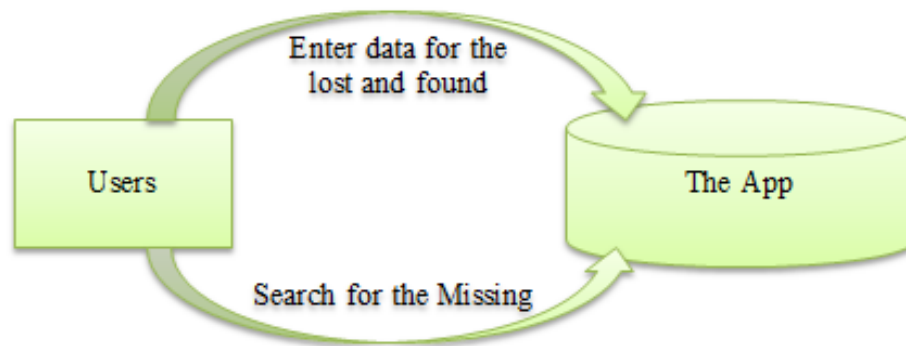 Enter data for the
lost and found
Users
The App
Search for the Missing